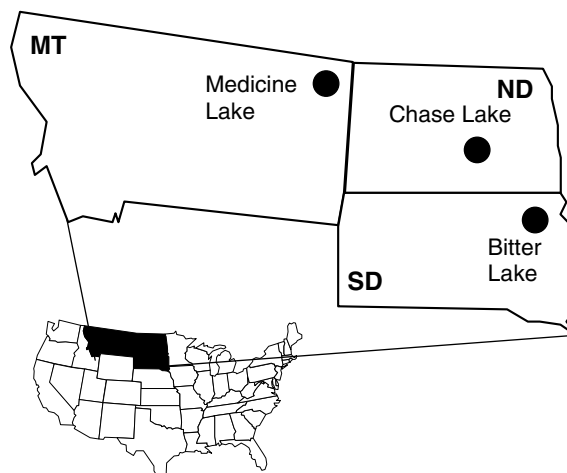 MT
Medicine
Lake
ND
Chase Lake
Bitter
Lake
SD